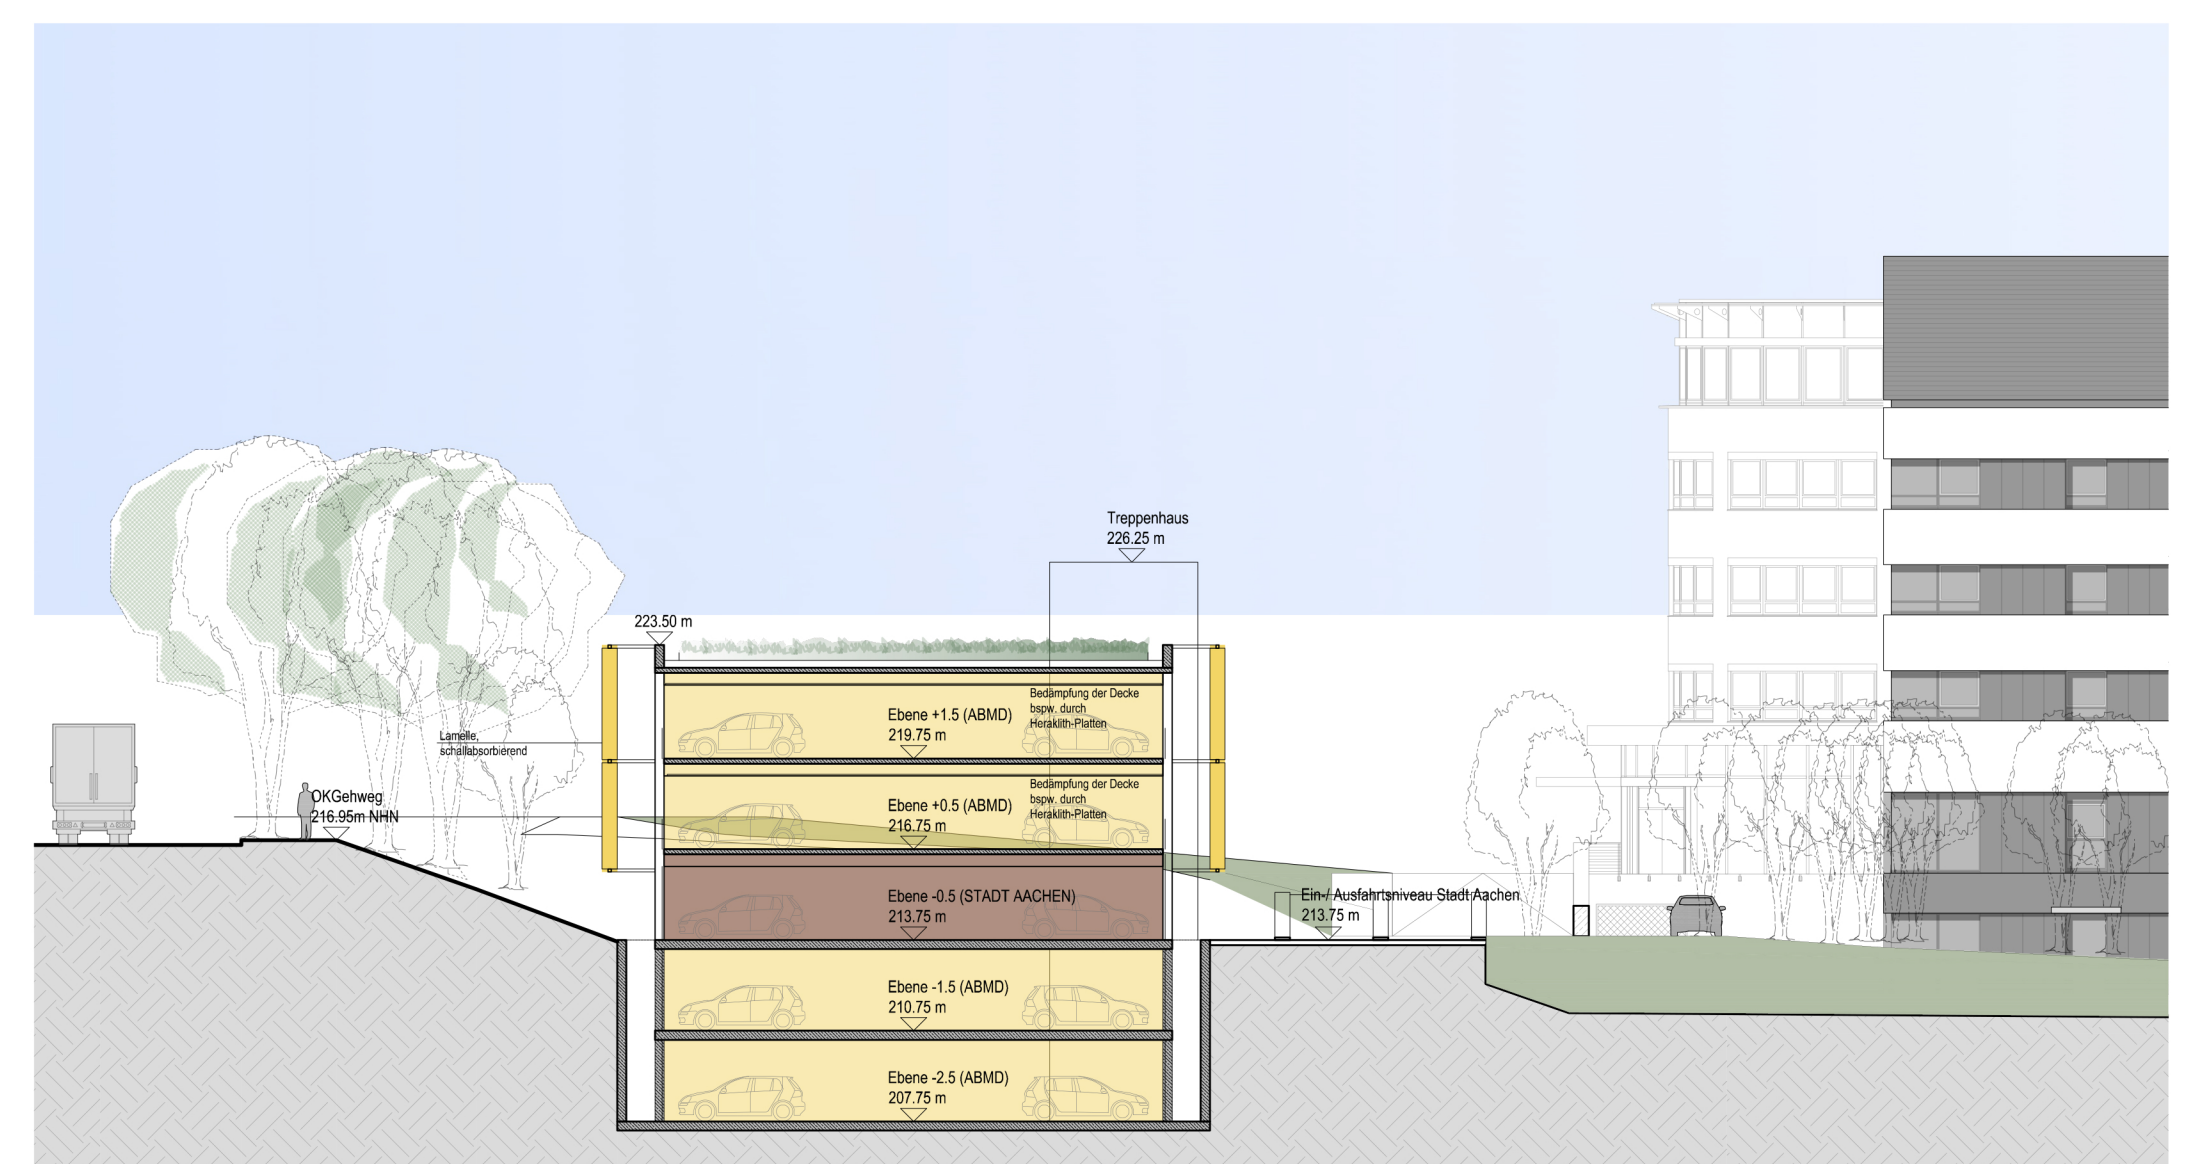 Treppenhaus
226.25 m
223.50 m
Bedämpfung der Decke
bspw. durch
Heraklith-Platten
Ebene +1.5 (ABMD)
219.75 m
Lamelle,
schallabsorbierend
Bedämpfung der Decke
bspw. durch
Heraklith-Platten
Ebene +0.5 (ABMD)
216.75 m
OKGehweg
216.95m NHN
Ebene -0.5 (STADT AACHEN)
213.75 m
Ein-/ Ausfahrtsniveau Stadt Aachen
213.75 m
Ebene -1.5 (ABMD)
210.75 m
Ebene -2.5 (ABMD)
207.75 m